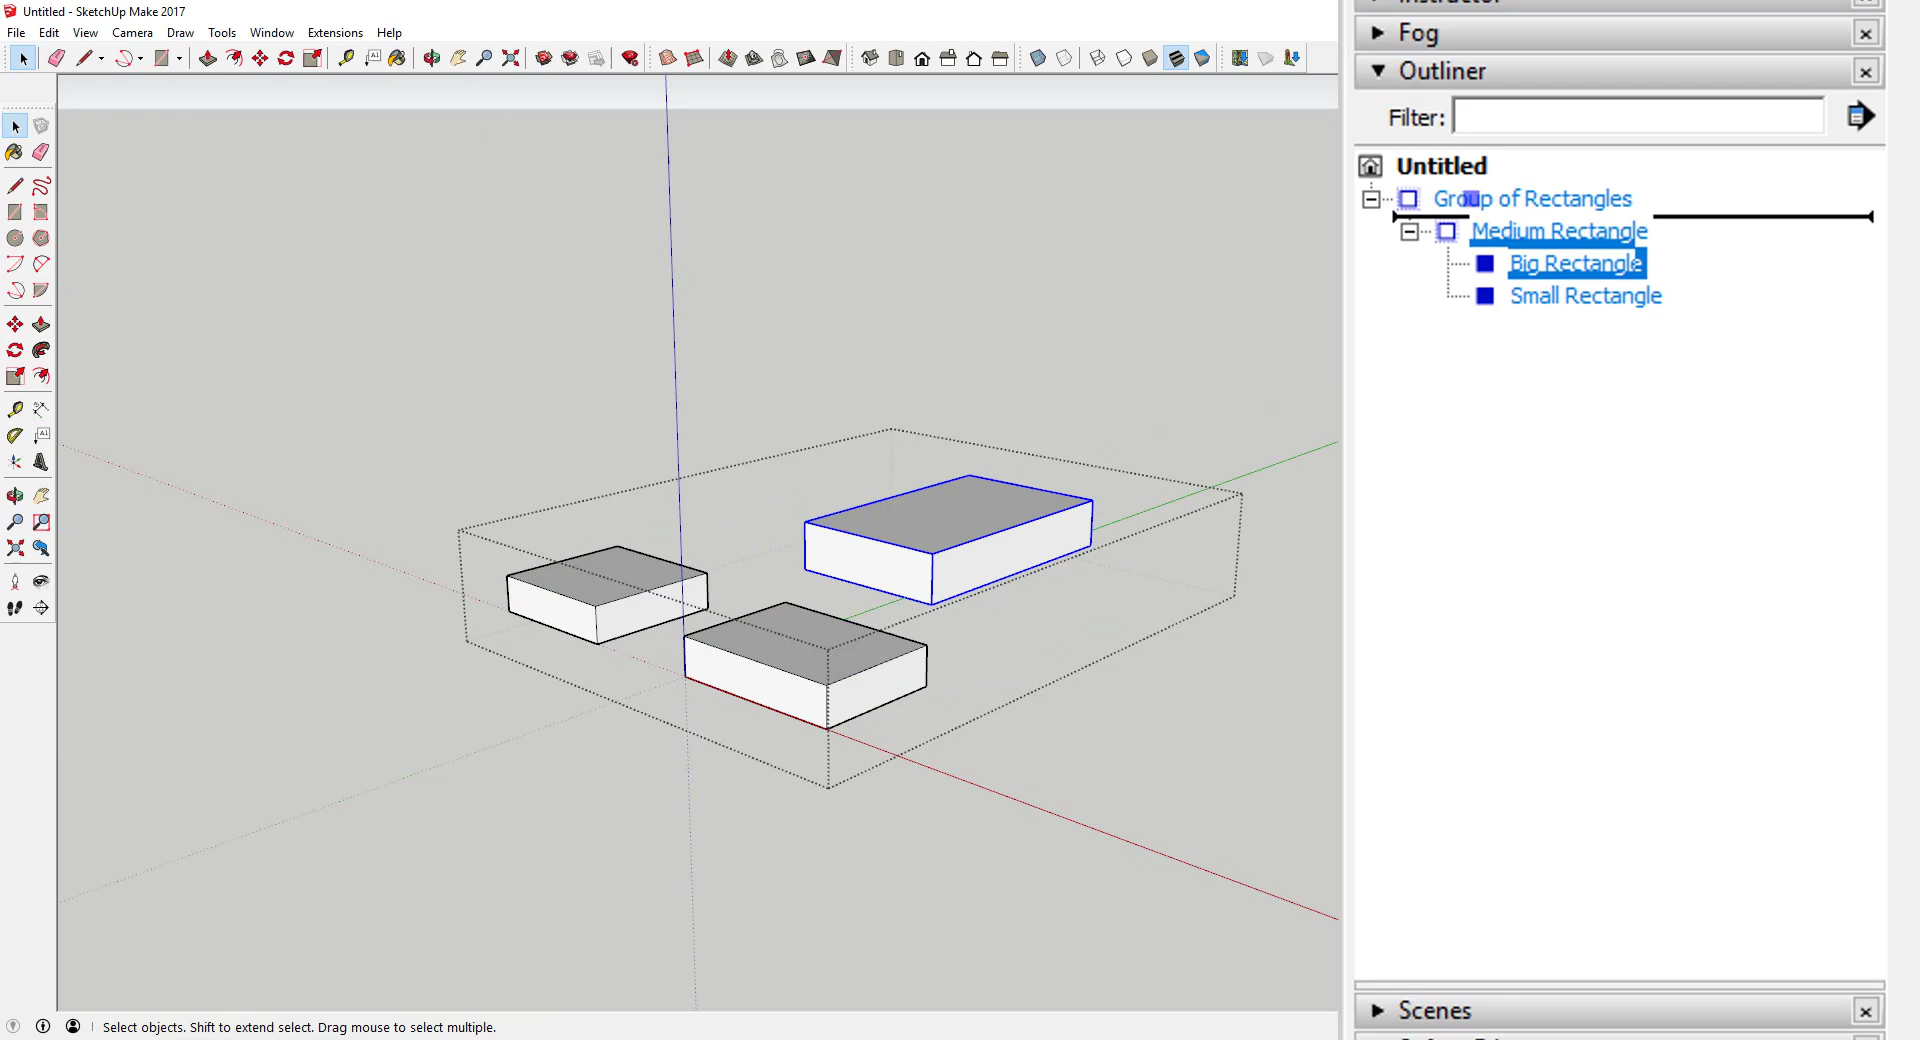 Untitled - SketchUp Make 2017
File Edit View Camera Draw Tools Window Extensions Help
Fog
Outliner
Filter:
Untitled
Group of Rectangles
Medium Rectangle
Big Rectangle
Small Rectangle
Scenes
Select objects. Shift to extend select. Drag mouse to select multiple.